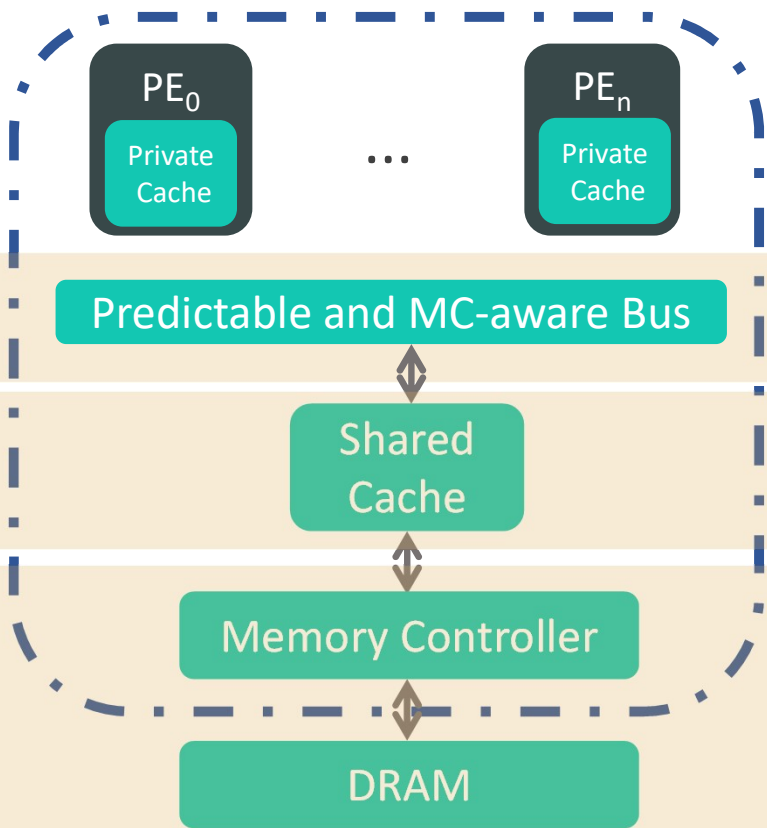 PE₀
Private
Cache
...
PEₙ
Private
Cache
Predictable and MC-aware Bus
Shared
Cache
Memory Controller
DRAM